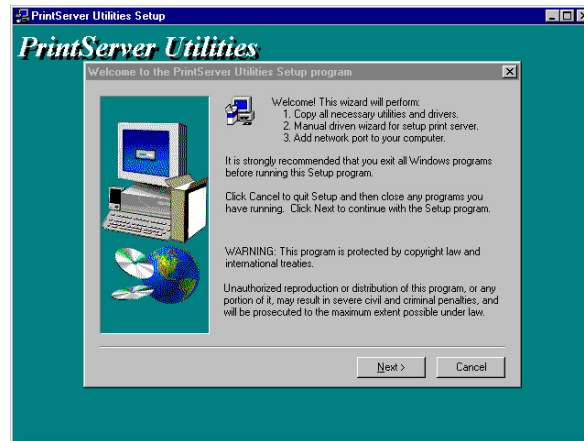 PrintServer Utilities Setup
PrintServer Utilities
Welcome to the PrintServer Utilities Setup program
Welcome! This wizard will perform:
1. Copy all necessary utilities and drivers.
2. Manual driven wizard for setup print server.
3. Add network port to your computer.
It is strongly recommended that you exit all Windows programs
before running this Setup program.
Click Cancel to quit Setup and then close any programs you
have running. Click Next to continue with the Setup program.
WARNING: This program is protected by copyright law and
international treaties.
Unauthorized reproduction or distribution of this program, or any
portion of it, may result in severe civil and criminal penalties, and
will be prosecuted to the maximum extent possible under law.
Next >
Cancel